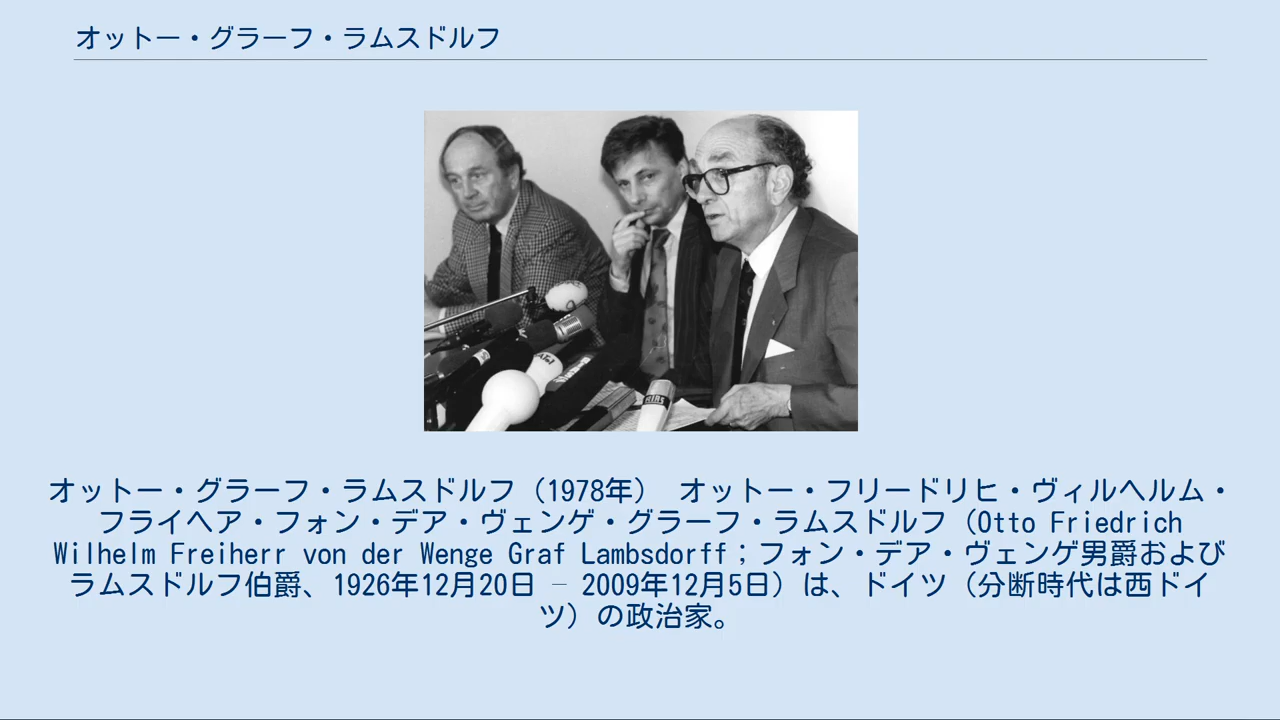 オットー・グラーフ・ラムスドルフ
オットー・グラーフ・ラムスドルフ（1978年） オットー・フリードリヒ・ヴィルヘルム・
フライヘア・フォン・デア・ヴェンゲ・グラーフ・ラムスドルフ（Otto Friedrich
Wilhelm Freiherr von der Wenge Graf Lambsdorff；フォン・デア・ヴェンゲ男爵および
ラムスドルフ伯爵、1926年12月20日 – 2009年12月5日）は、ドイツ（分断時代は西ドイ
ツ）の政治家。